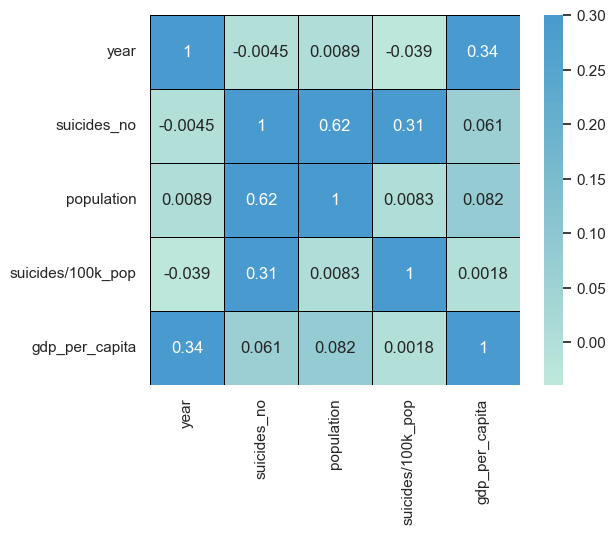 year 1 -0.0045 0.0089 -0.039 0.34
suicides_no -0.0045 1 0.62 0.31 0.061
population 0.0089 0.62 1 0.0083 0.082
suicides/100k_pop -0.039 0.31 0.0083 1 0.0018
gdp_per_capita 0.34 0.061 0.082 0.0018 1
year
suicides_no
population
suicides/100k_pop
gdp_per_capita
0.30
0.25
0.20
0.15
0.10
0.05
0.00